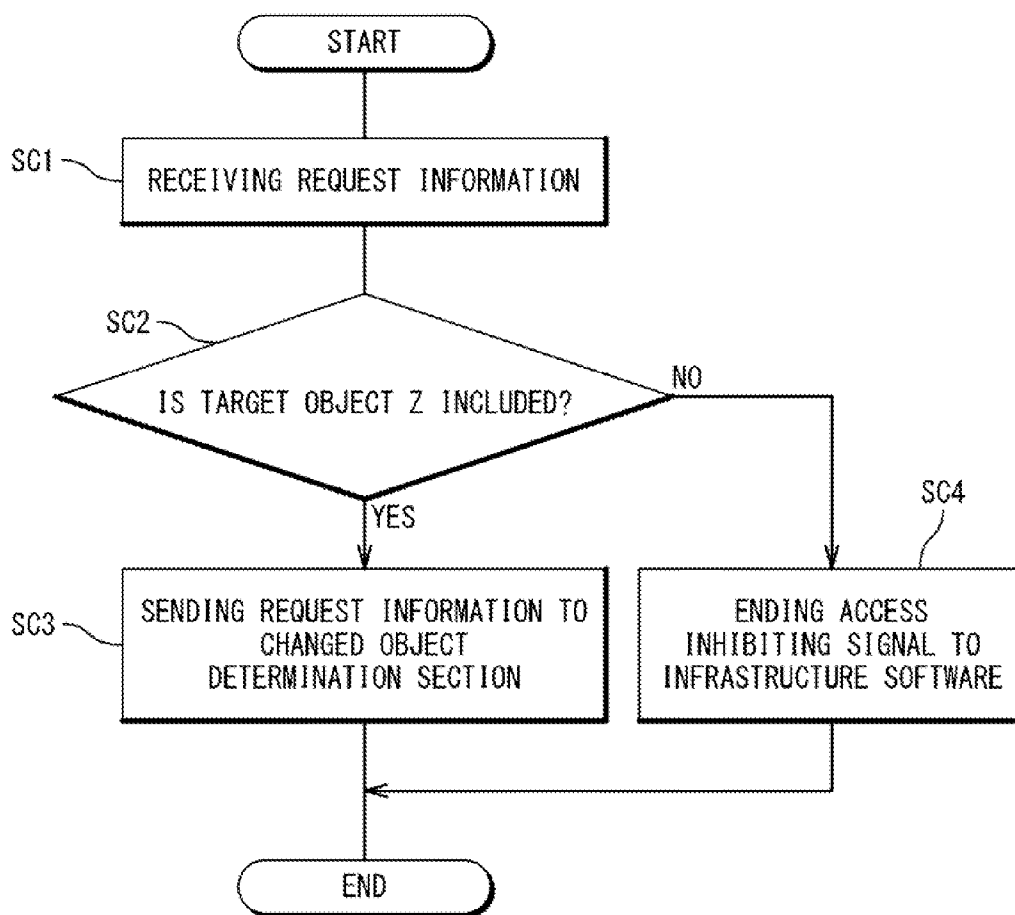 START
SC1
RECEIVING REQUEST INFORMATION
SC2
IS TARGET OBJECT Z INCLUDED?
NO
YES
SC3
SENDING REQUEST INFORMATION TO
CHANGED OBJECT
DETERMINATION SECTION
SC4
ENDING ACCESS
INHIBITING SIGNAL TO
INFRASTRUCTURE SOFTWARE
END